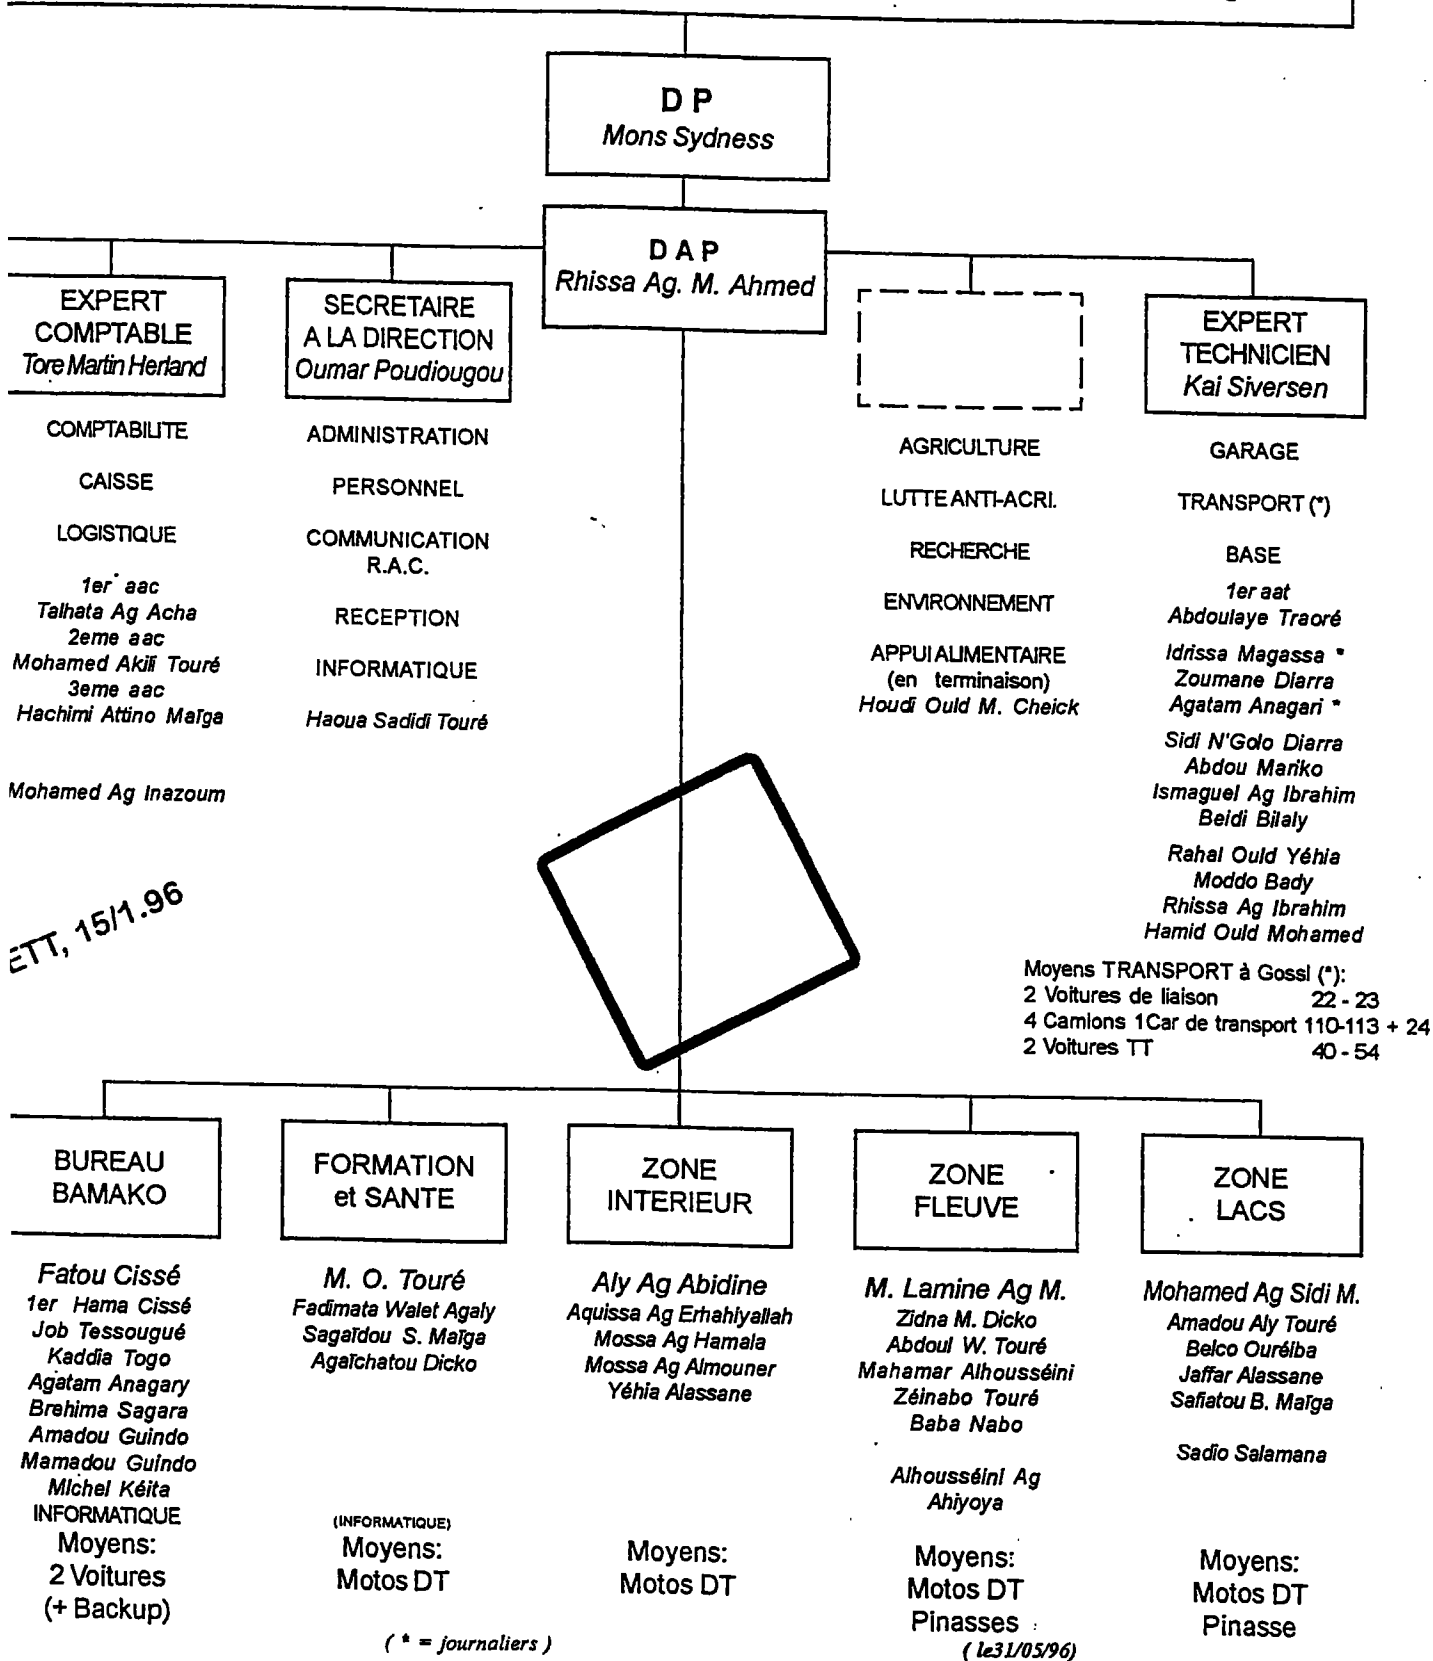 DP
Mons Sydness
DAP
Rhissa Ag. M. Ahmed
EXPERT
COMPTABLE
Tore Martin Herland
COMPTABILITE
CAISSE
LOGISTIQUE
1er aac
Talhata Ag Acha
2eme aac
Mohamed Akili Touré
3eme aac
Hachimi Attino Maïga
Mohamed Ag Inazoum
SECRETAIRE
A LA DIRECTION
Oumar Poudiougou
ADMINISTRATION
PERSONNEL
COMMUNICATION
R.A.C.
RECEPTION
INFORMATIQUE
Haoua Sadidi Touré
AGRICULTURE
LUTTE ANTI-ACRI.
RECHERCHE
ENVIRONNEMENT
APPUI ALIMENTAIRE
(en terminaison)
Houdi Ould M. Cheick
EXPERT
TECHNICIEN
Kai Siversen
GARAGE
TRANSPORT (*)
BASE
1er aat
Abdoulaye Traoré
Idrissa Magassa *
Zoumane Diarra
Agatam Anagari *
Sidi N'Golo Diarra
Abdou Mariko
Ismaguel Ag Ibrahim
Beidi Bilaly
Rahal Ould Yéhia
Moddo Bady
Rhissa Ag Ibrahim
Hamid Ould Mohamed
ETT, 15/1.96
Moyens TRANSPORT à Gossi (*):
2 Voitures de liaison 22 - 23
4 Camions 1Car de transport 110-113 + 24
2 Voitures TT 40 - 54
BUREAU
BAMAKO
Fatou Cissé
1er Hama Cissé
Job Tessougué
Kaddia Togo
Agatam Anagary
Brehima Sagara
Amadou Guindo
Mamadou Guindo
Michel Kéita
INFORMATIQUE
Moyens:
2 Voitures
(+ Backup)
FORMATION
et SANTE
M. O. Touré
Fadimata Walet Agaly
Sagaïdou S. Maïga
Agaïchatou Dicko
(INFORMATIQUE)
Moyens:
Motos DT
ZONE
INTERIEUR
Aly Ag Abidine
Aquissa Ag Erhahiyallah
Mossa Ag Hamala
Mossa Ag Almouner
Yéhia Alassane
Moyens:
Motos DT
ZONE
FLEUVE
M. Lamine Ag M.
Zidna M. Dicko
Abdoul W. Touré
Mahamar Alhousséini
Zéinabo Touré
Baba Nabo
Alhousséini Ag
Ahiyoya
Moyens:
Motos DT
Pinasses
ZONE
LACS
Mohamed Ag Sidi M.
Amadou Aly Touré
Belco Ouréiba
Jaffar Alassane
Safiatou B. Maïga
Sadio Salamana
Moyens:
Motos DT
Pinasse
( * = journaliers )
( le31/05/96)